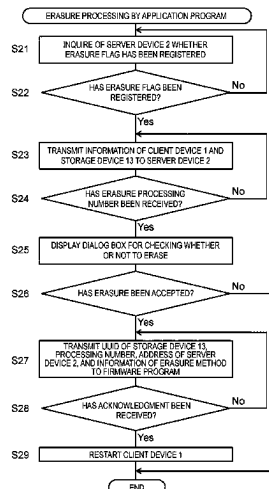 ERASURE PROCESSING BY APPLICATION PROGRAM
S21
INQUIRE OF SERVER DEVICE 2 WHETHER
ERASURE FLAG HAS BEEN REGISTERED
S22
HAS ERASURE FLAG BEEN
REGISTERED?
No
Yes
S23
TRANSMIT INFORMATION OF CLIENT DEVICE 1 AND
STORAGE DEVICE 13 TO SERVER DEVICE 2
S24
HAS ERASURE PROCESSING
NUMBER BEEN RECEIVED?
No
Yes
S25
DISPLAY DIALOG BOX FOR CHECKING WHETHER
OR NOT TO ERASE
S26
HAS ERASURE BEEN ACCEPTED?
No
Yes
S27
TRANSMIT UUID OF STORAGE DEVICE 13,
PROCESSING NUMBER, ADDRESS OF SERVER
DEVICE 2, AND INFORMATION OF ERASURE METHOD
TO FIRMWARE PROGRAM
S28
HAS ACKNOWLEDGMENT BEEN
RECEIVED?
No
Yes
S29
RESTART CLIENT DEVICE 1
END